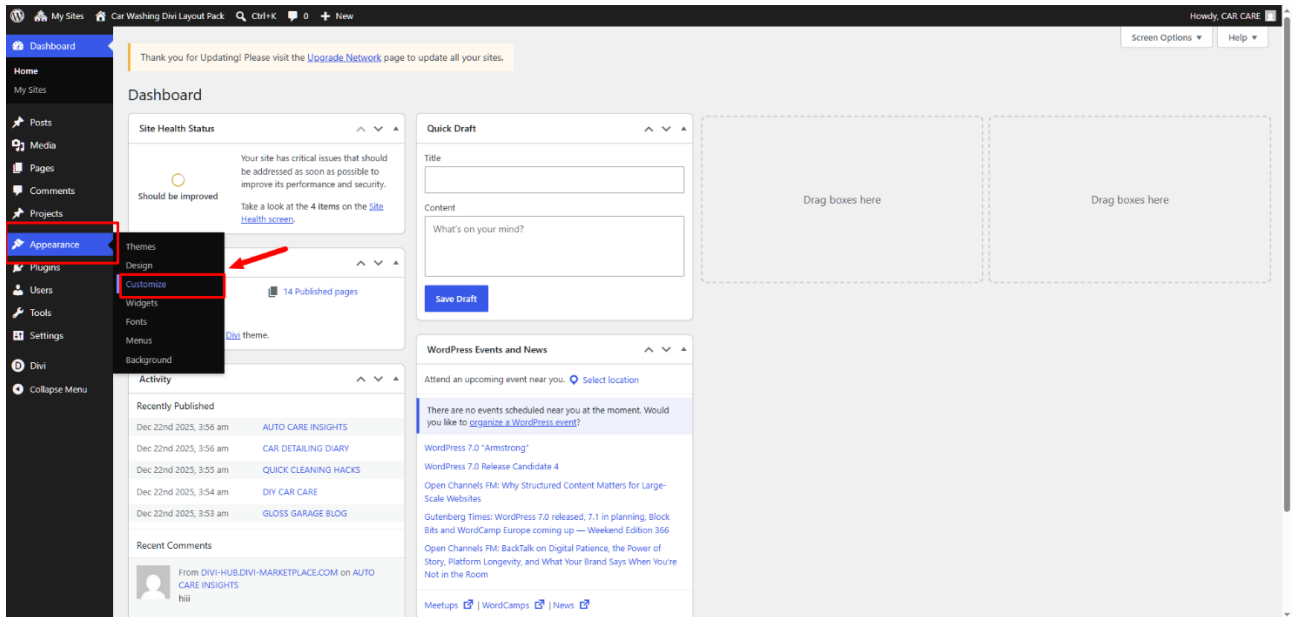 My Sites Car Washing Divi Layout Pack Ctrl+K 0 New Howdy, CAR CARE
Screen Options ▼ Help ▼
Dashboard
Home
My Sites
Posts
Media
Pages
Comments
Projects
Appearance
Plugins
Users
Tools
Settings
Divi
Collapse Menu
Themes
Design
Customize
Widgets
Fonts
Menus
Background
Thank you for Updating! Please visit the Upgrade Network page to update all your sites.
Dashboard
Site Health Status
Should be improved
Your site has critical issues that should
be addressed as soon as possible to
improve its performance and security.
Take a look at the 4 items on the Site
Health screen.
14 Published pages
Divi theme.
Activity
Recently Published
Dec 22nd 2025, 3:56 am AUTO CARE INSIGHTS
Dec 22nd 2025, 3:56 am CAR DETAILING DIARY
Dec 22nd 2025, 3:55 am QUICK CLEANING HACKS
Dec 22nd 2025, 3:54 am DIY CAR CARE
Dec 22nd 2025, 3:53 am GLOSS GARAGE BLOG
Recent Comments
From DIVI-HUB.DIVI-MARKETPLACE.COM on AUTO
CARE INSIGHTS
hiii
Quick Draft
Title
Content
What's on your mind?
Save Draft
WordPress Events and News
Attend an upcoming event near you. Select location
There are no events scheduled near you at the moment. Would
you like to organize a WordPress event?
WordPress 7.0 "Armstrong"
WordPress 7.0 Release Candidate 4
Open Channels FM: Why Structured Content Matters for Large-
Scale Websites
Gutenberg Times: WordPress 7.0 released, 7.1 in planning, Block
Bits and WordCamp Europe coming up — Weekend Edition 366
Open Channels FM: BackTalk on Digital Patience, the Power of
Story, Platform Longevity, and What Your Brand Says When You're
Not in the Room
Meetups | WordCamps | News
Drag boxes here
Drag boxes here